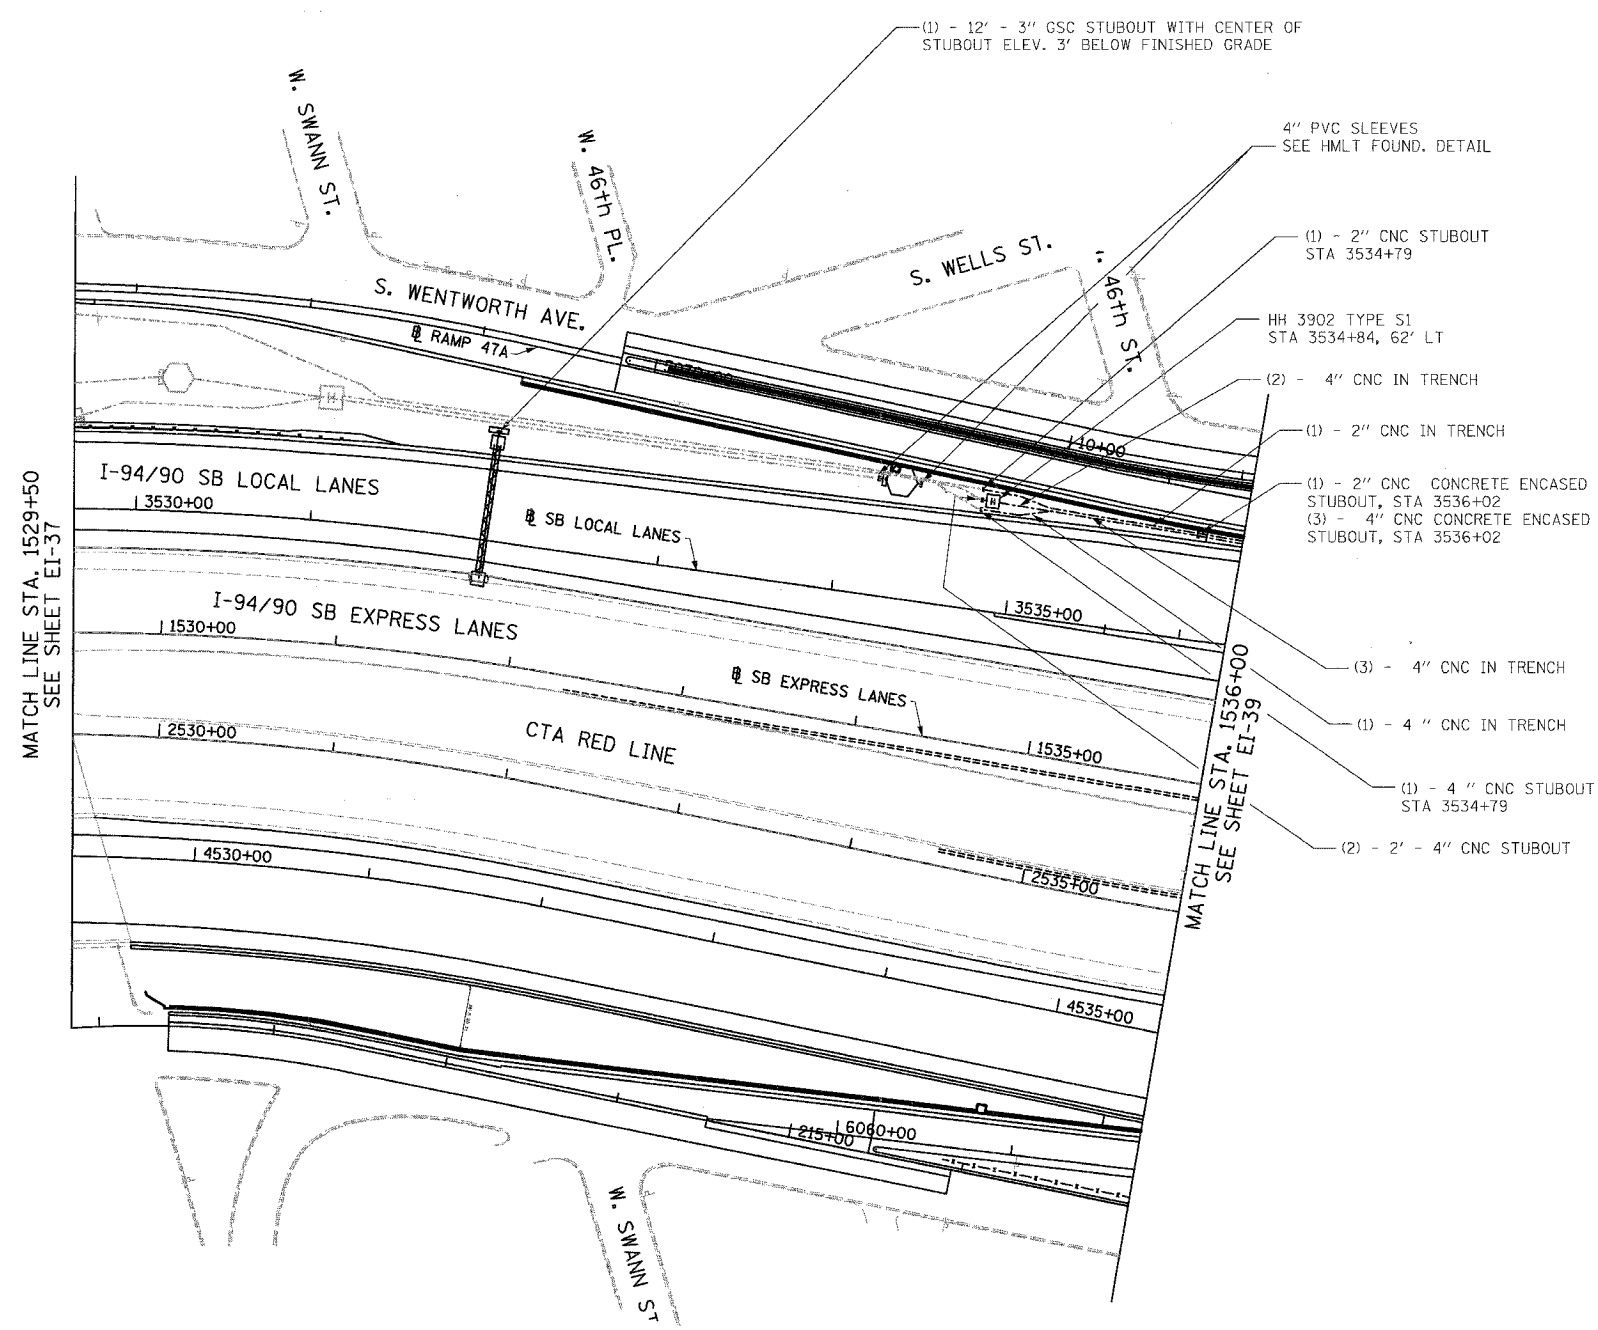 (1) - 12' - 3" GSC STUBOUT WITH CENTER OF
STUBOUT ELEV. 3' BELOW FINISHED GRADE
4" PVC SLEEVES
SEE HMLT FOUND. DETAIL
(1) - 2" CNC STUBOUT
STA 3534+79
HH 3902 TYPE S1
STA 3534+84, 62' LT
(2) - 4" CNC IN TRENCH
(1) - 2" CNC IN TRENCH
(1) - 2" CNC CONCRETE ENCASED
STUBOUT, STA 3536+02
(3) - 4" CNC CONCRETE ENCASED
STUBOUT, STA 3536+02
(3) - 4" CNC IN TRENCH
(1) - 4 " CNC IN TRENCH
(1) - 4 " CNC STUBOUT
STA 3534+79
(2) - 2' - 4" CNC STUBOUT
W. SWANN ST.
W. 46th PL.
S. WELLS ST.
46th ST.
S. WENTWORTH AVE.
RAMP 47A
10+00
H
H
I-94/90 SB LOCAL LANES
3530+00
SB LOCAL LANES
3535+00
I-94/90 SB EXPRESS LANES
1530+00
SB EXPRESS LANES
1535+00
CTA RED LINE
2530+00
2535+00
4530+00
4535+00
6060+00
215+00
W. SWANN ST
MATCH LINE STA. 1529+50
SEE SHEET EI-37
MATCH LINE STA. 1536+00
SEE SHEET EI-39